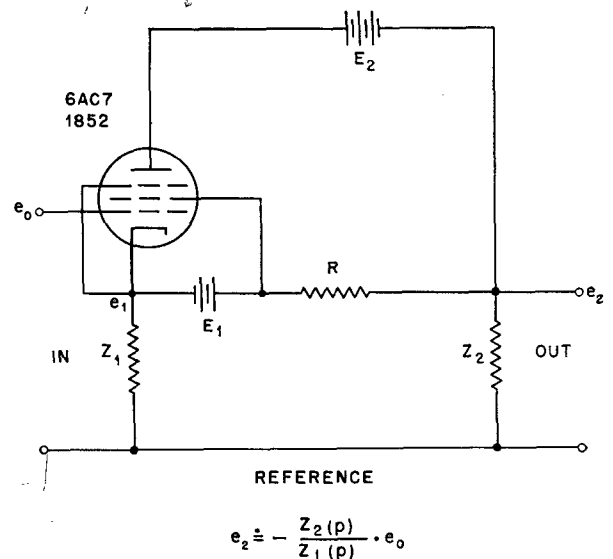 E₂
6AC7
1852
e₀
R
e₁
E₁
e₂
IN
Z₁
Z₂
OUT
REFERENCE
e₂ ≐ − Z₂(p) / Z₁(p) · e₀